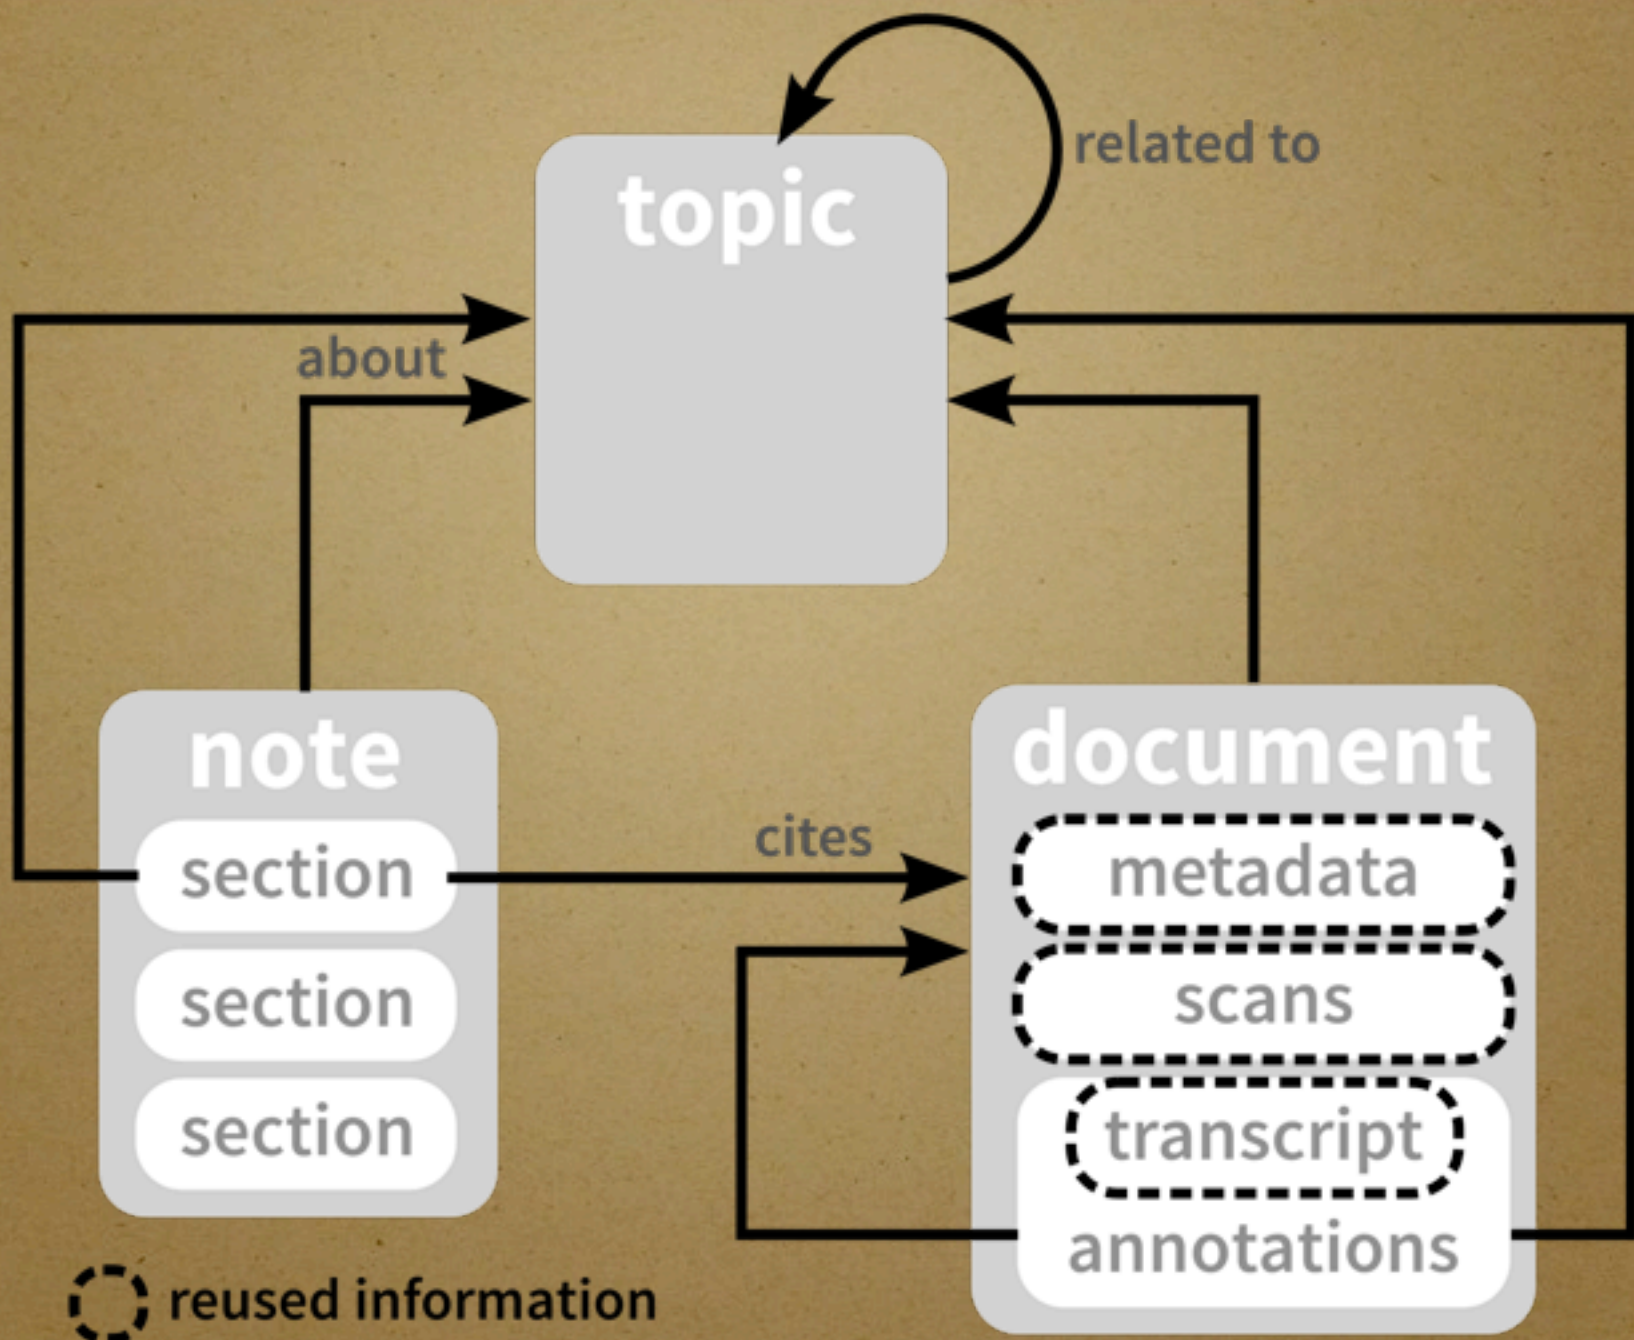 related to
topic
about
note
document
cites
section
metadata
section
scans
section
transcript
annotations
reused information